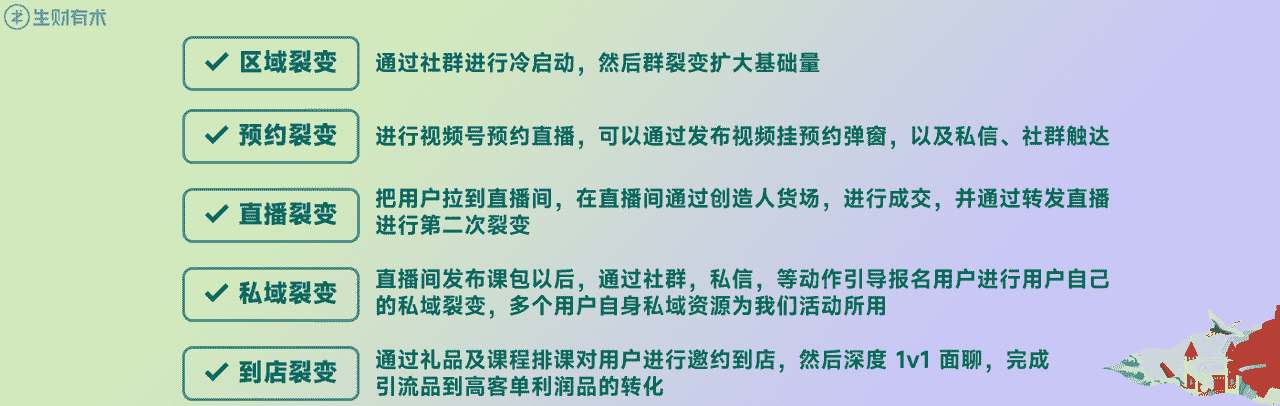 生财有术
区域裂变
通过社群进行冷启动，然后群裂变扩大基础量
预约裂变
进行视频号预约直播，可以通过发布视频挂预约弹窗，以及私信、社群触达
直播裂变
把用户拉到直播间，在直播间通过创造人货场，进行成交，并通过转发直播
进行第二次裂变
私域裂变
直播间发布课包以后，通过社群，私信，等动作引导报名用户进行用户自己
的私域裂变，多个用户自身私域资源为我们活动所用
到店裂变
通过礼品及课程排课对用户进行邀约到店，然后深度 1v1 面聊，完成
引流品到高客单利润品的转化